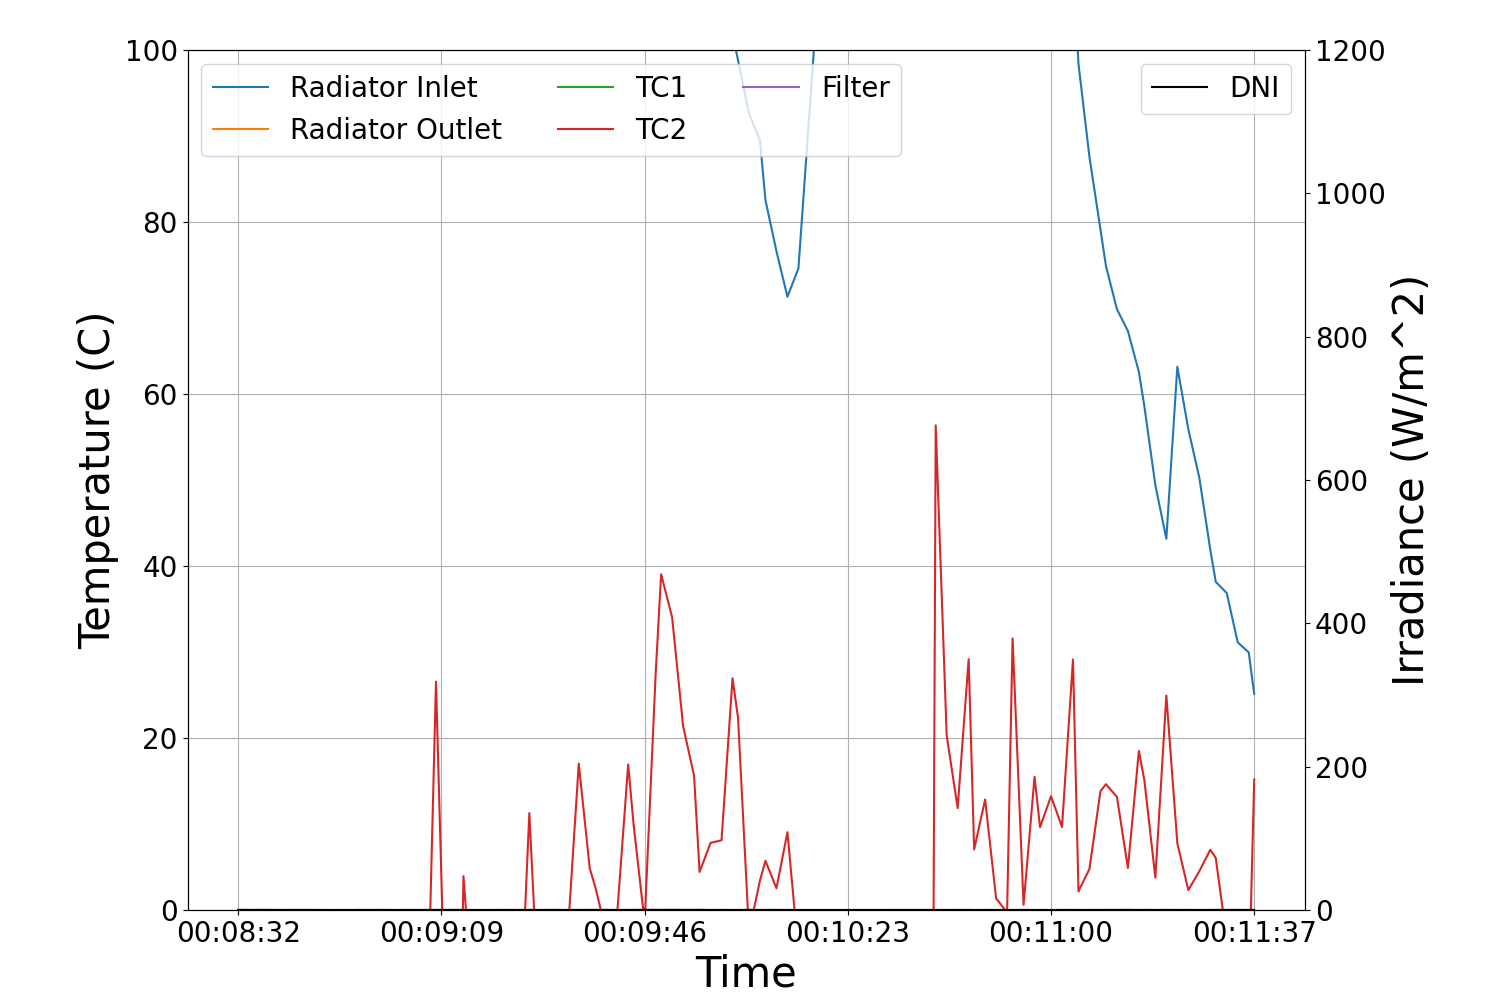 100
80
60
40
20
0
Temperature (C)
Radiator Inlet
Radiator Outlet
TC1
TC2
Filter
DNI
1200
1000
800
600
400
200
0
Irradiance (W/m^2)
00:08:32 00:09:09 00:09:46 00:10:23 00:11:00 00:11:37
Time